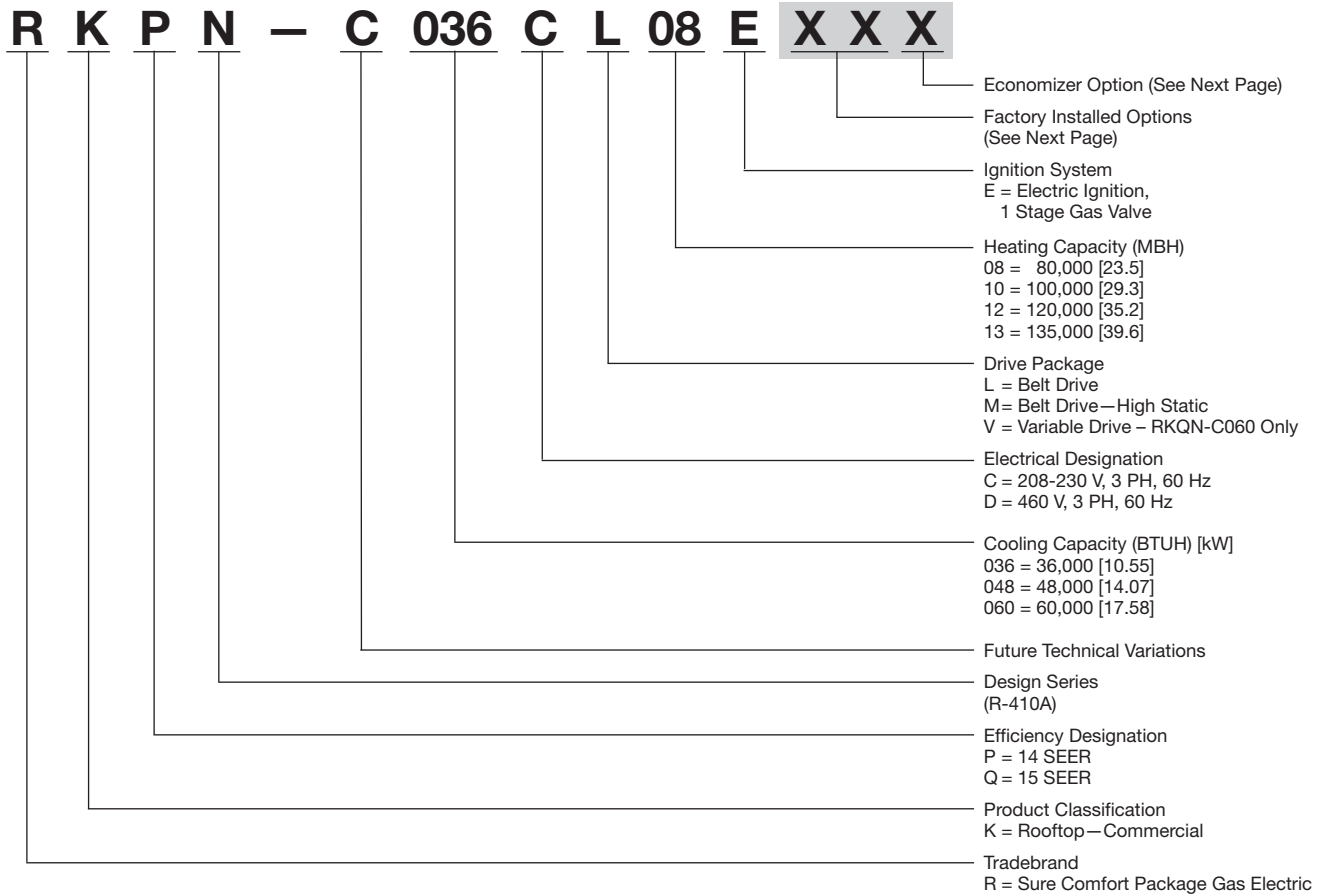 R K P N – C 036 C L 08 E X X X
Economizer Option (See Next Page)
Factory Installed Options
(See Next Page)
Ignition System
E = Electric Ignition,
1 Stage Gas Valve
Heating Capacity (MBH)
08 = 80,000 [23.5]
10 = 100,000 [29.3]
12 = 120,000 [35.2]
13 = 135,000 [39.6]
Drive Package
L = Belt Drive
M= Belt Drive—High Static
V = Variable Drive – RKQN-C060 Only
Electrical Designation
C = 208-230 V, 3 PH, 60 Hz
D = 460 V, 3 PH, 60 Hz
Cooling Capacity (BTUH) [kW]
036 = 36,000 [10.55]
048 = 48,000 [14.07]
060 = 60,000 [17.58]
Future Technical Variations
Design Series
(R-410A)
Efficiency Designation
P = 14 SEER
Q = 15 SEER
Product Classification
K = Rooftop—Commercial
Tradebrand
R = Sure Comfort Package Gas Electric